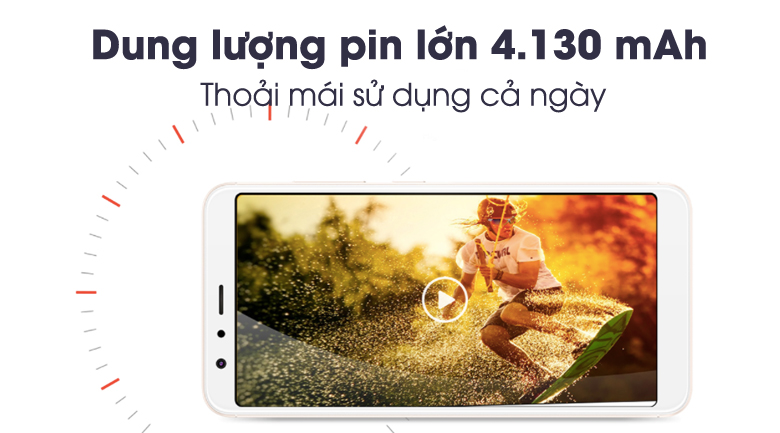 Dung lượng pin lớn 4.130 mAh
Thoải mái sử dụng cả ngày